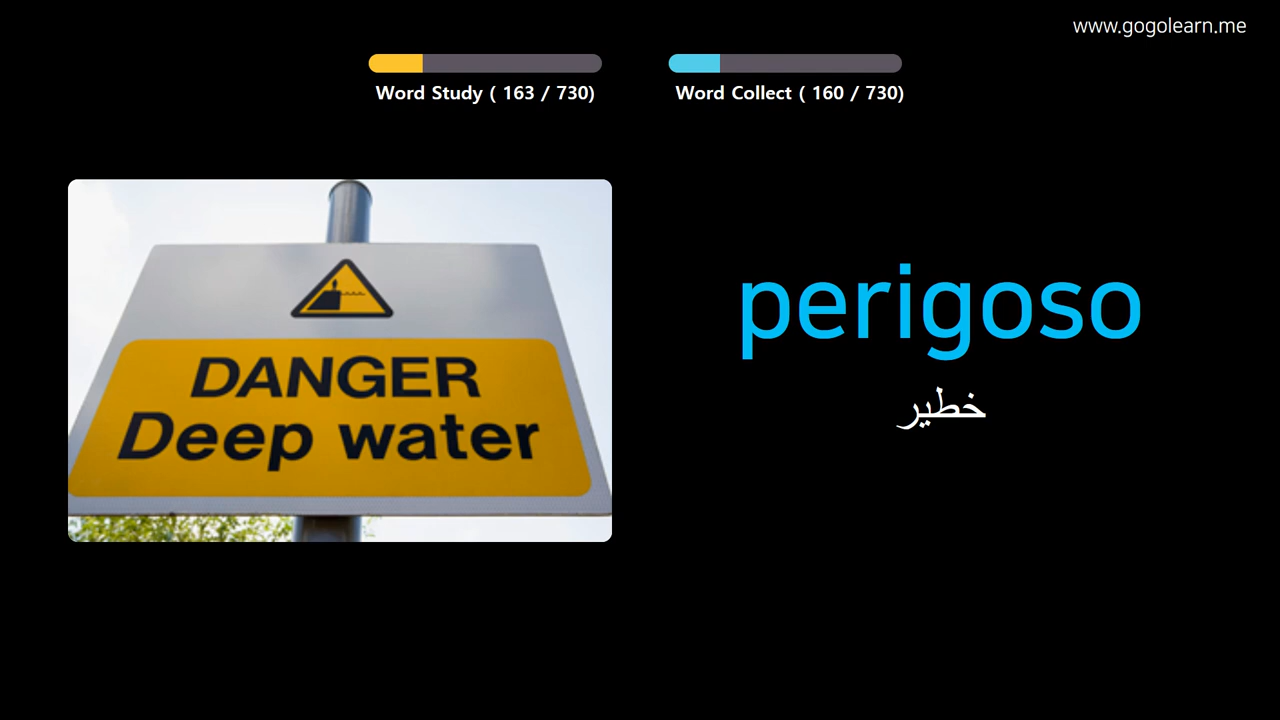 www.gogolearn.me
Word Study ( 163 / 730)
Word Collect ( 160 / 730)
DANGER
Deep water
perigoso
خطير